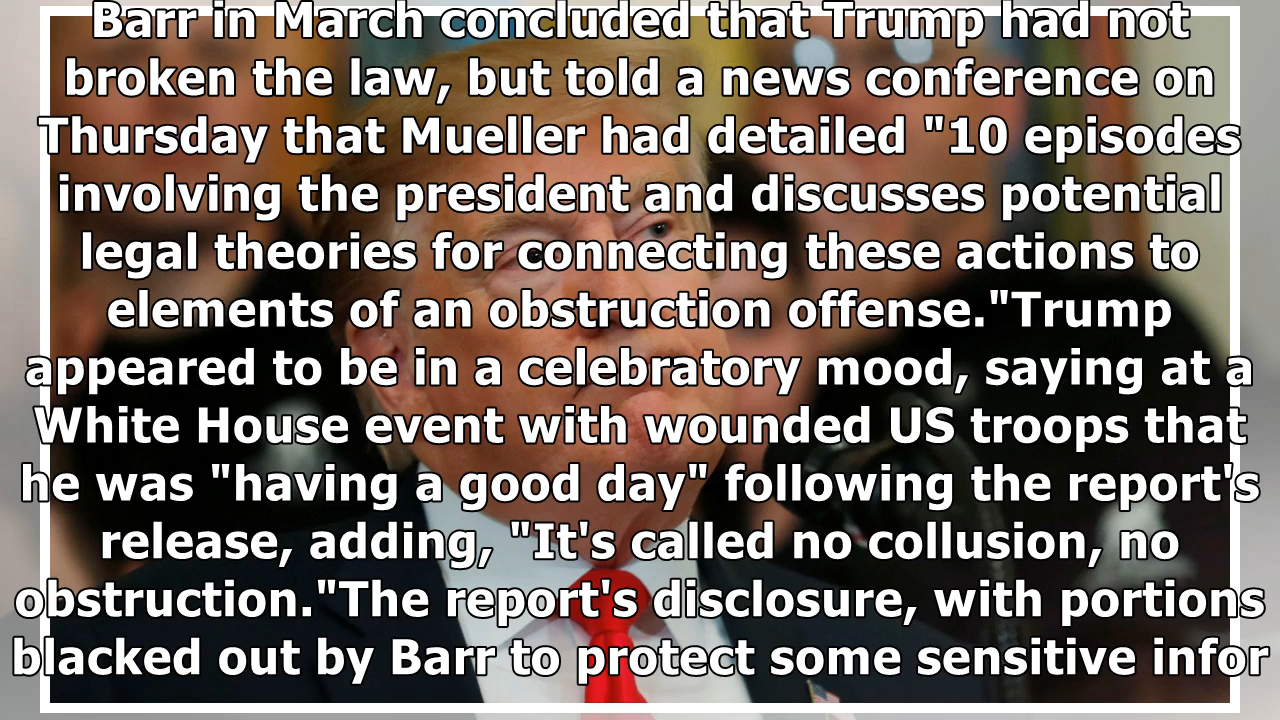 Barr in March concluded that Trump had not
broken the law, but told a news conference on
Thursday that Mueller had detailed "10 episodes
involving the president and discusses potential
legal theories for connecting these actions to
elements of an obstruction offense."Trump
appeared to be in a celebratory mood, saying at a
White House event with wounded US troops that
he was "having a good day" following the report's
release, adding, "It's called no collusion, no
obstruction."The report's disclosure, with portions
blacked out by Barr to protect some sensitive infor